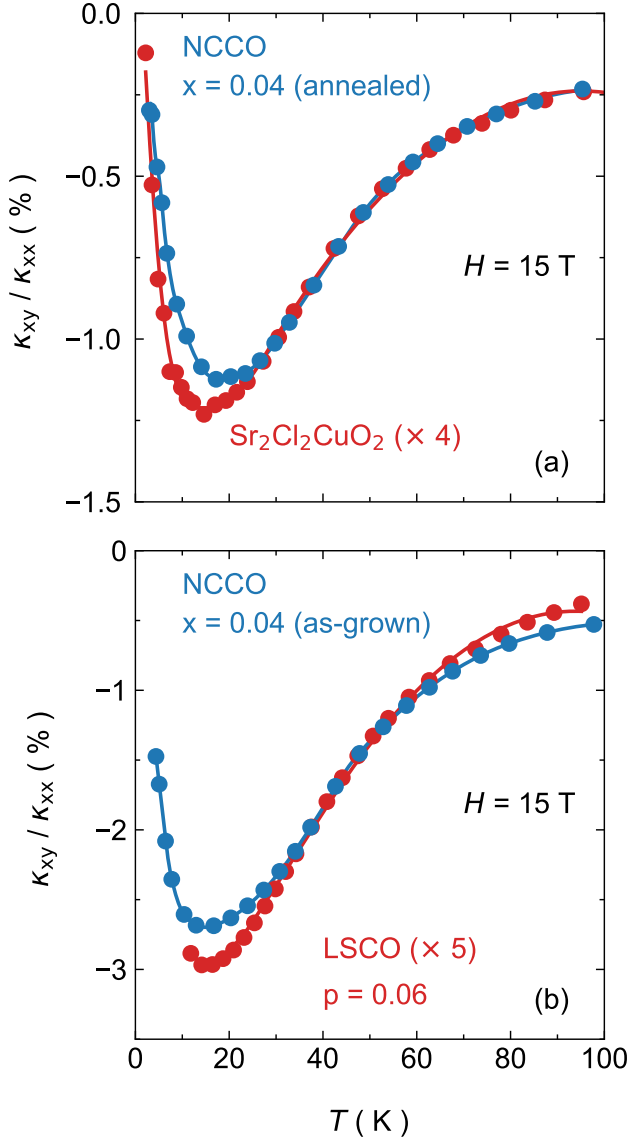 0.0
NCCO
x = 0.04 (annealed)
−0.5
κxy / κxx ( % )
H = 15 T
−1.0
Sr₂Cl₂CuO₂ (× 4)
(a)
−1.5
0
NCCO
x = 0.04 (as-grown)
−1
κxy / κxx ( % )
H = 15 T
−2
LSCO (× 5)
−3
p = 0.06
(b)
0 20 40 60 80 100
T ( K )